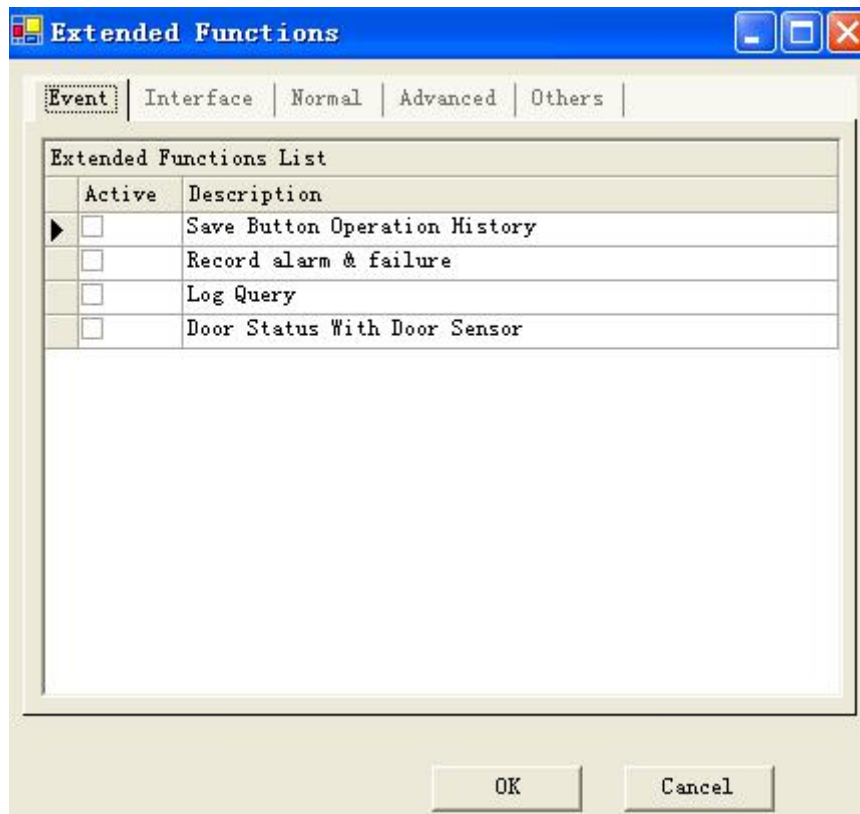 Extended Functions
Event Interface Normal Advanced Others
Extended Functions List
Active Description
Save Button Operation History
Record alarm & failure
Log Query
Door Status With Door Sensor
OK Cancel